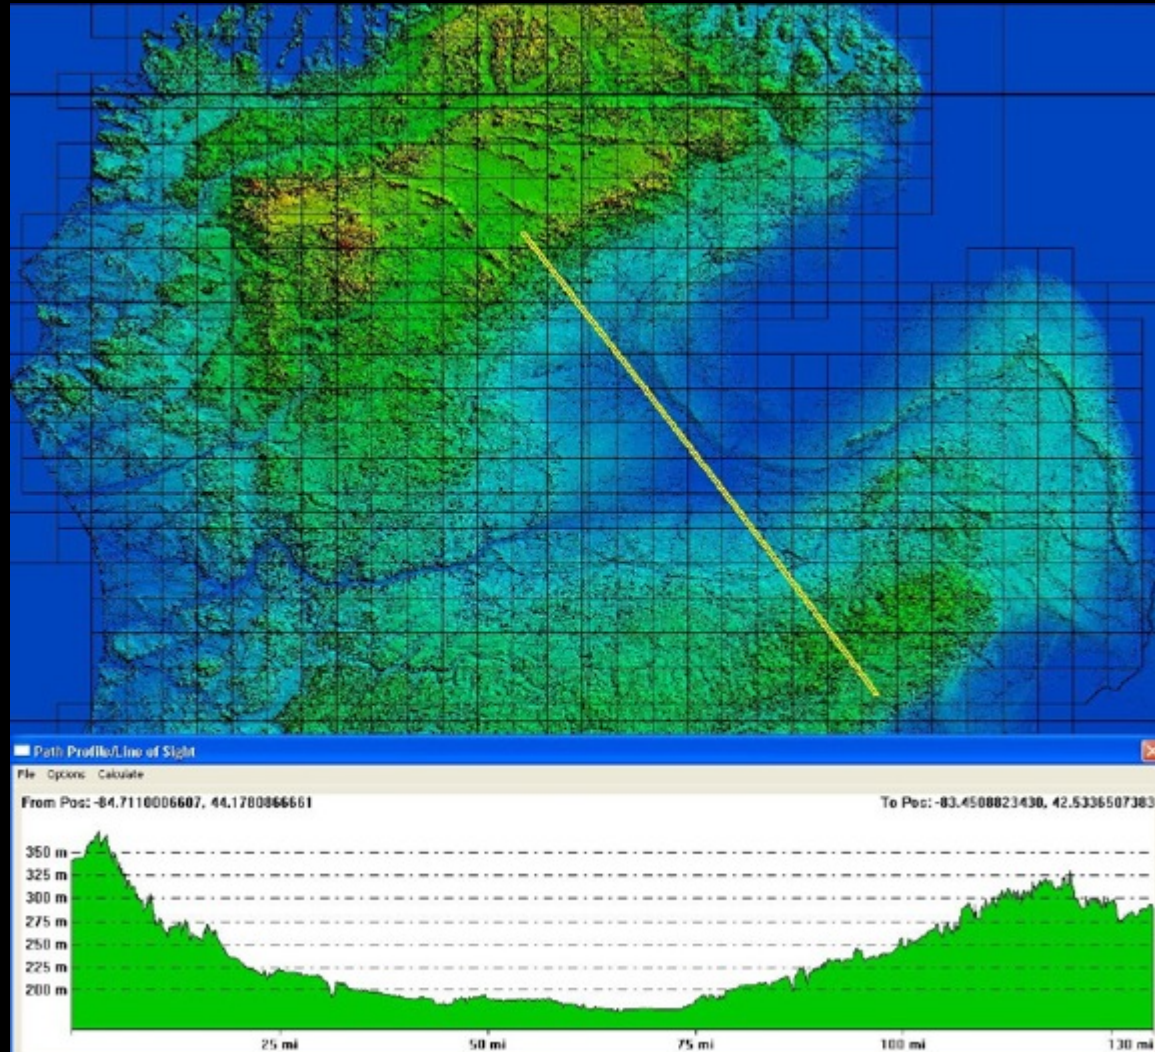 Path Profile/Line of Sight
File Options Calculate
From Pos: -84.7110006607, 44.1780866661 To Pos: -83.4508823430, 42.5336507383
350 m
325 m
300 m
275 m
250 m
225 m
200 m
25 mi 50 mi 75 mi 100 mi 130 mi